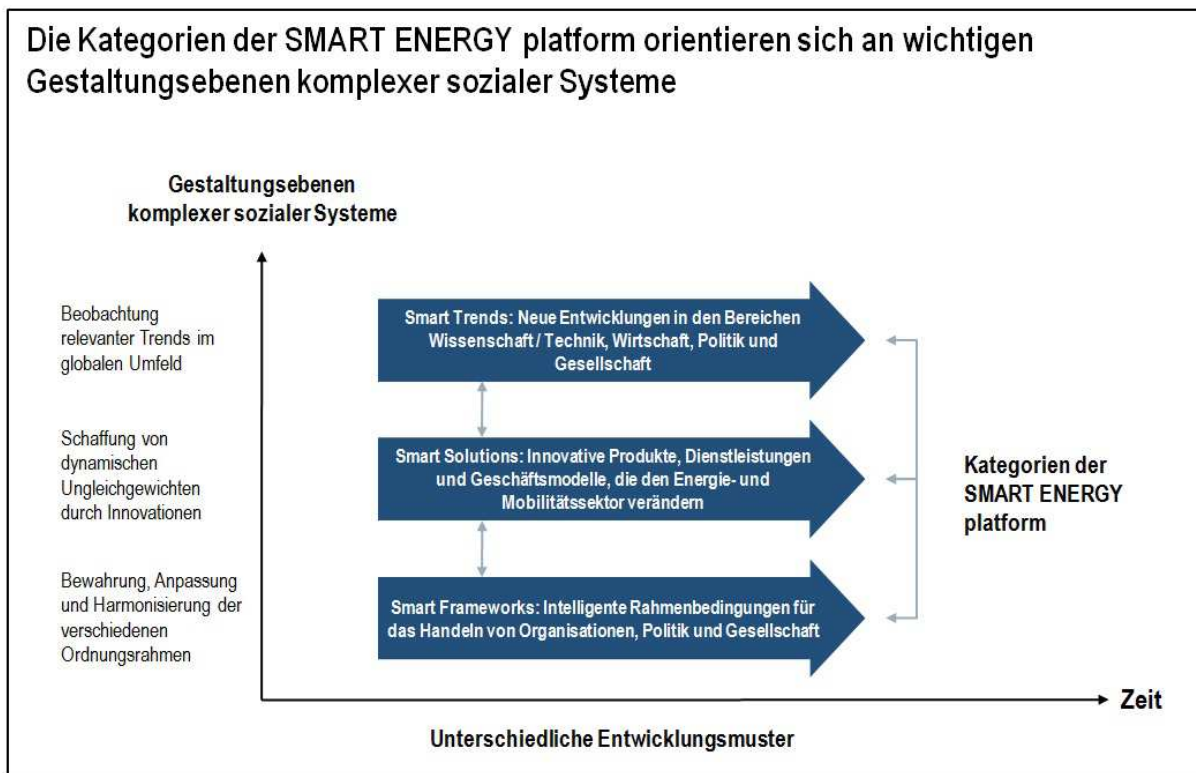 Die Kategorien der SMART ENERGY platform orientieren sich an wichtigen
Gestaltungsebenen komplexer sozialer Systeme
Gestaltungsebenen
komplexer sozialer Systeme
Beobachtung
relevanter Trends im
globalen Umfeld
Smart Trends: Neue Entwicklungen in den Bereichen
Wissenschaft / Technik, Wirtschaft, Politik und
Gesellschaft
Schaffung von
dynamischen
Ungleichgewichten
durch Innovationen
Smart Solutions: Innovative Produkte, Dienstleistungen
und Geschäftsmodelle, die den Energie- und
Mobilitätssektor verändern
Kategorien der
SMART ENERGY
platform
Bewahrung, Anpassung
und Harmonisierung der
verschiedenen
Ordnungsrahmen
Smart Frameworks: Intelligente Rahmenbedingungen für
das Handeln von Organisationen, Politik und Gesellschaft
Zeit
Unterschiedliche Entwicklungsmuster